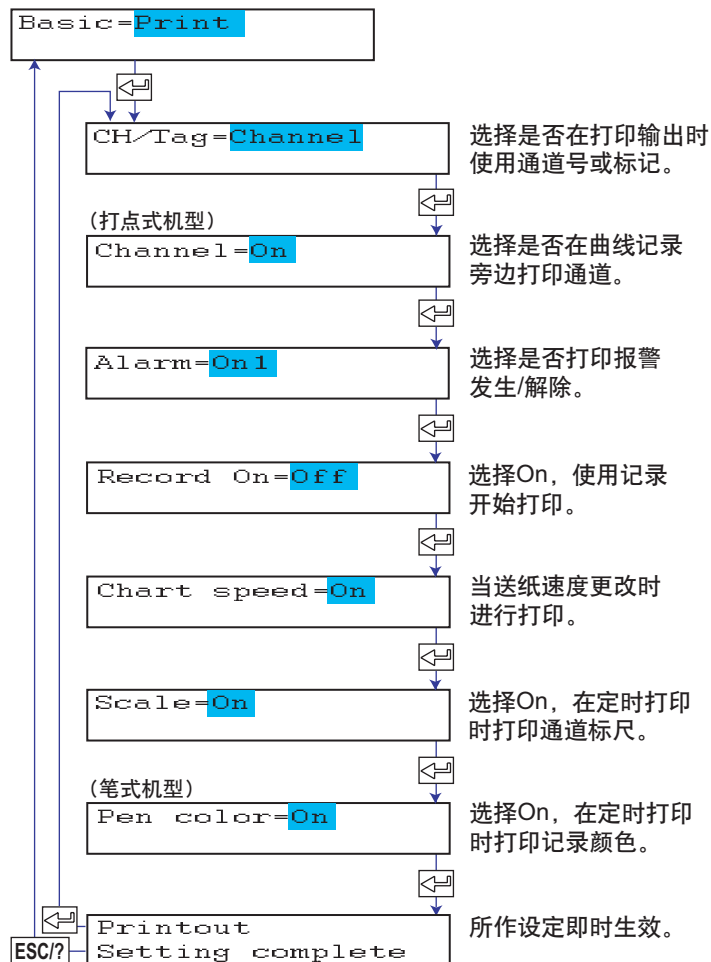 Basic=Print
CH/Tag=Channel
选择是否在打印输出时
使用通道号或标记。
（打点式机型）
Channel=On
选择是否在曲线记录
旁边打印通道。
Alarm=On1
选择是否打印报警
发生/解除。
Record On=Off
选择On，使用记录
开始打印。
Chart speed=On
当送纸速度更改时
进行打印。
Scale=On
选择On，在定时打印
时打印通道标尺。
（笔式机型）
Pen color=On
选择On，在定时打印
时打印记录颜色。
Printout
所作设定即时生效。
ESC/?
Setting complete